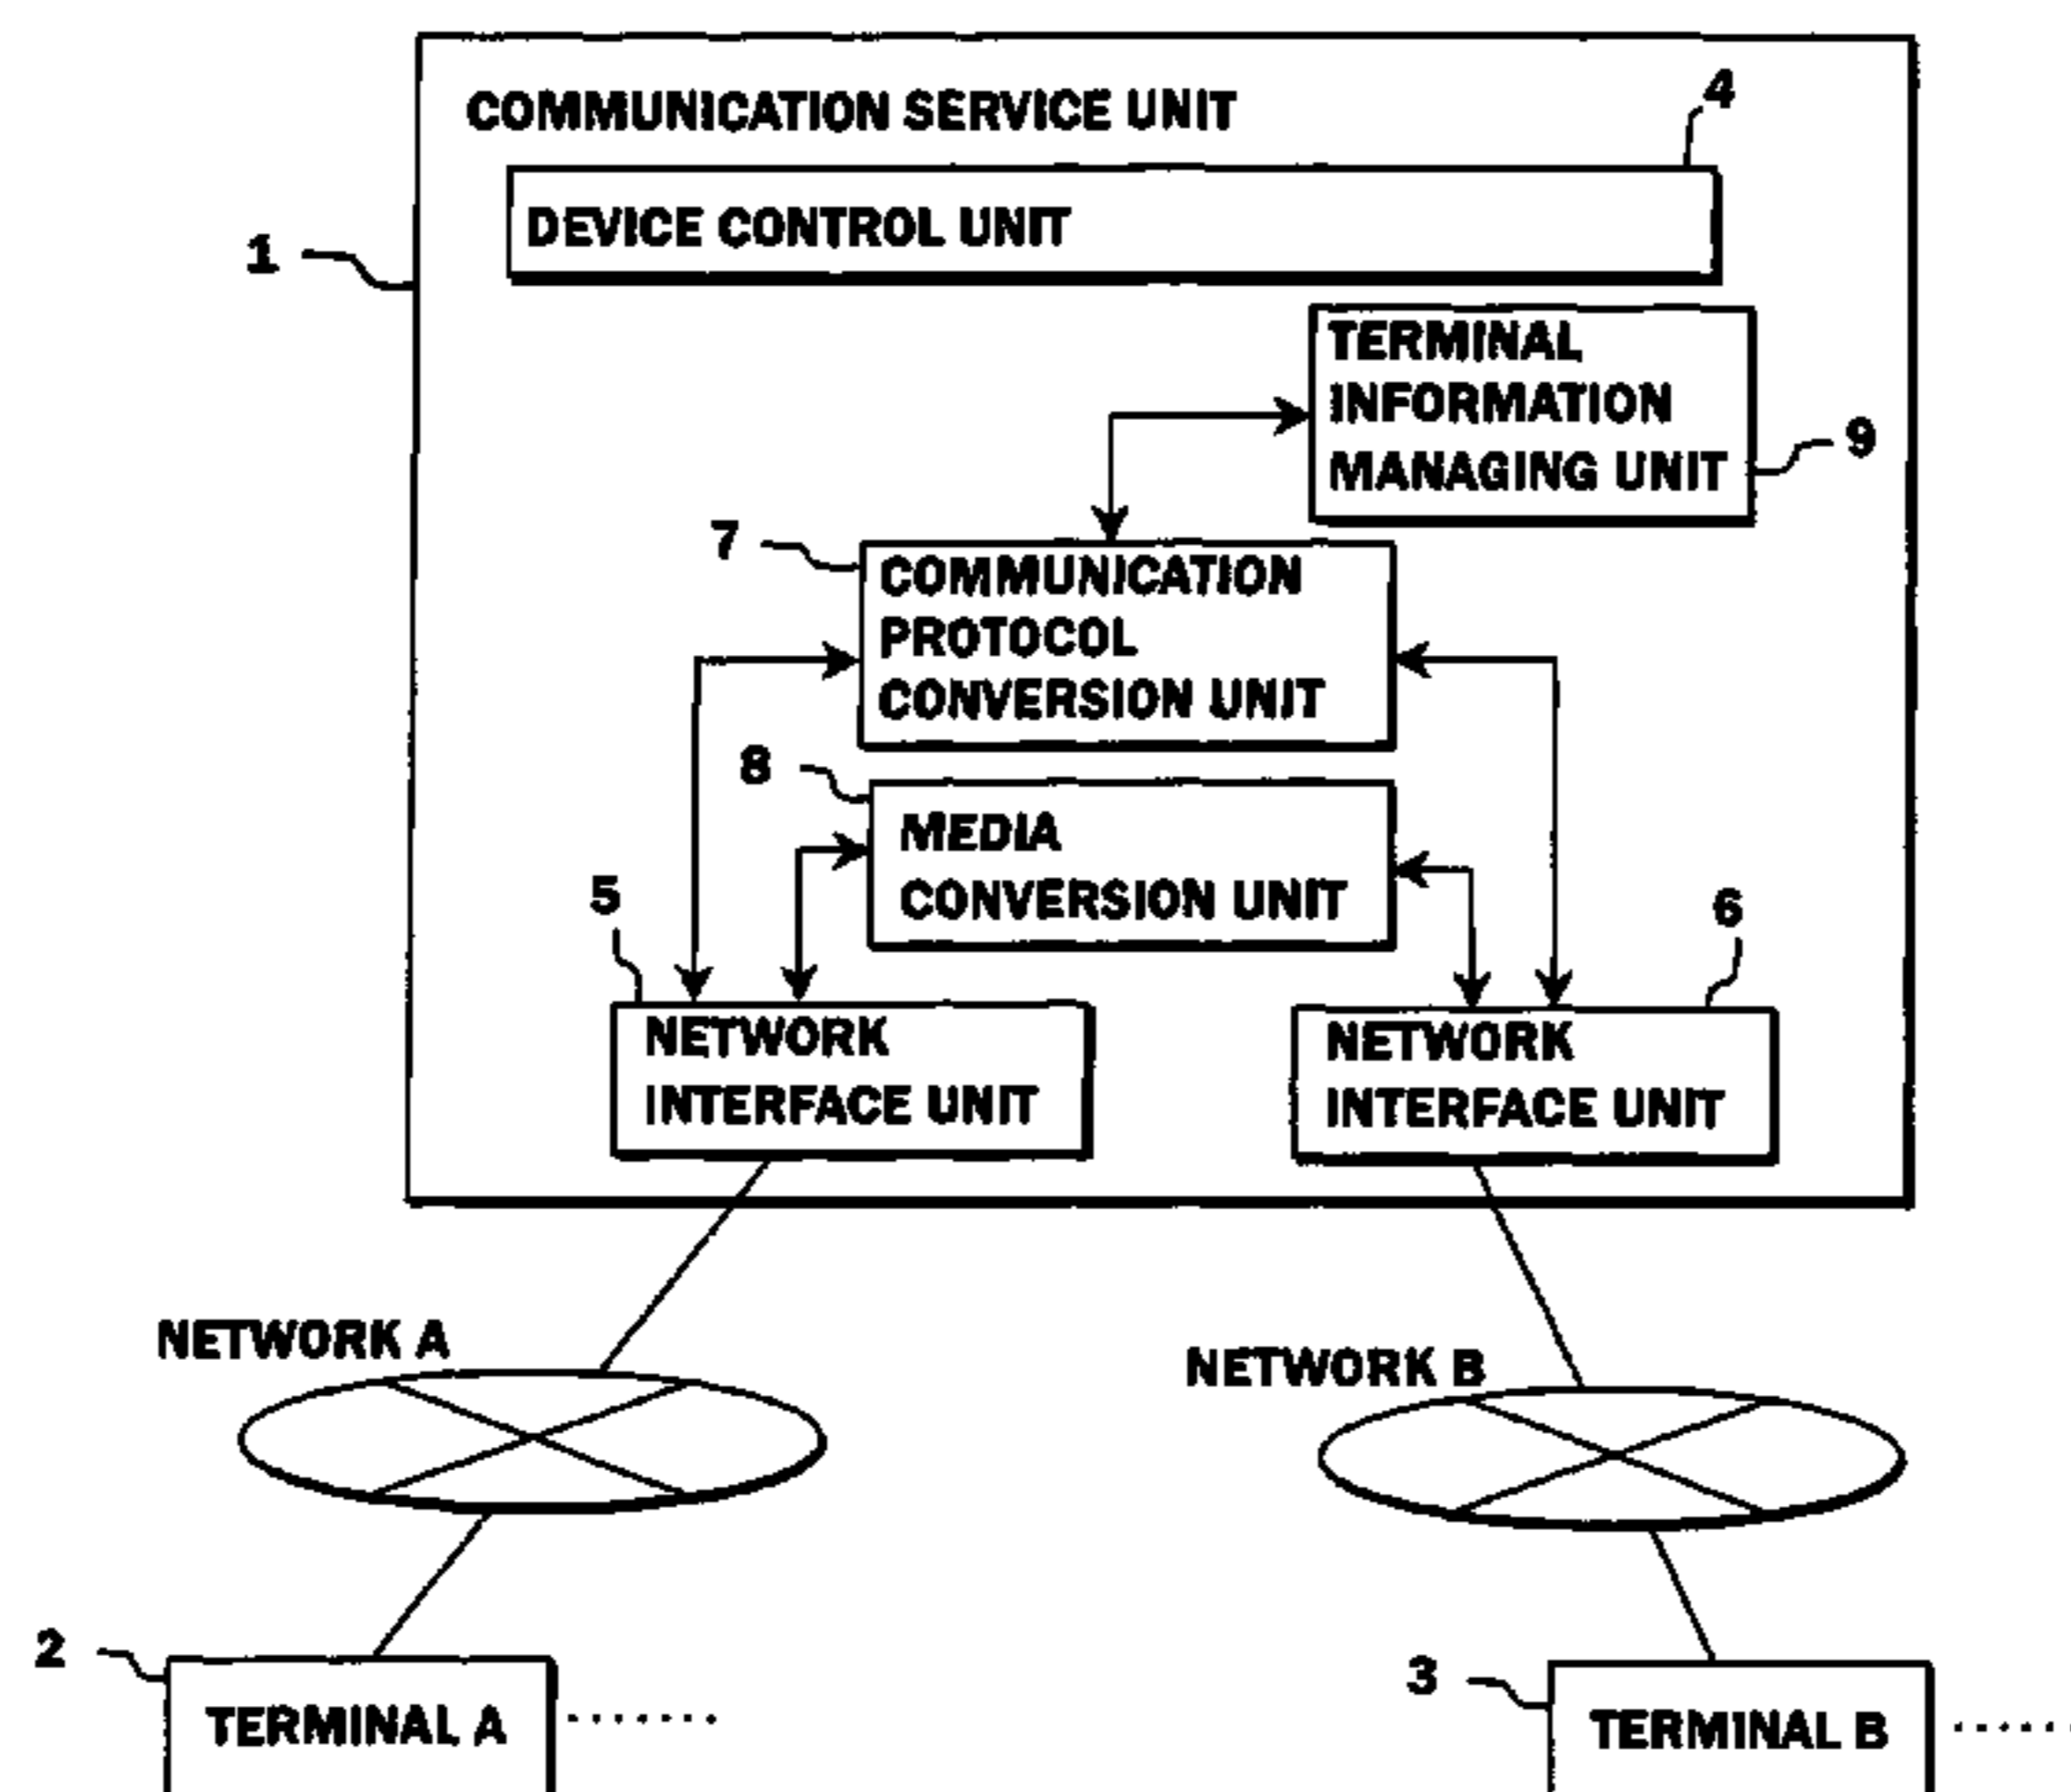 COMMUNICATION SERVICE UNIT
4
DEVICE CONTROL UNIT
1
TERMINAL
INFORMATION
MANAGING UNIT
9
7
COMMUNICATION
PROTOCOL
CONVERSION UNIT
8
MEDIA
CONVERSION UNIT
5
6
NETWORK
INTERFACE UNIT
NETWORK
INTERFACE UNIT
NETWORK A
NETWORK B
2
TERMINAL A
3
TERMINAL B